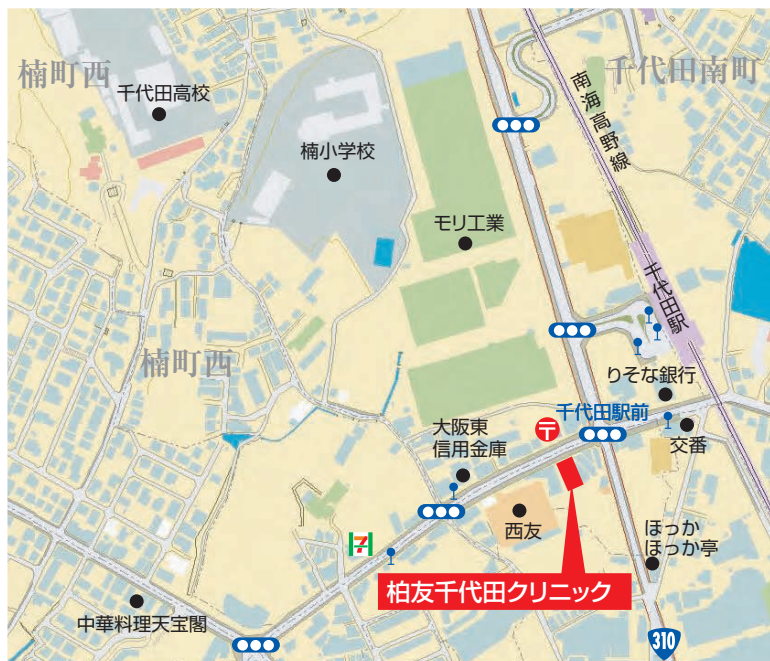 楠町西
千代田高校
楠小学校
千代田南町
南海高野線
モリ工業
千代田駅
楠町西
りそな銀行
千代田駅前
〒
交番
大阪東
信用金庫
西友
ほっか
ほっか亭
7
柏友千代田クリニック
中華料理天宝閣
310